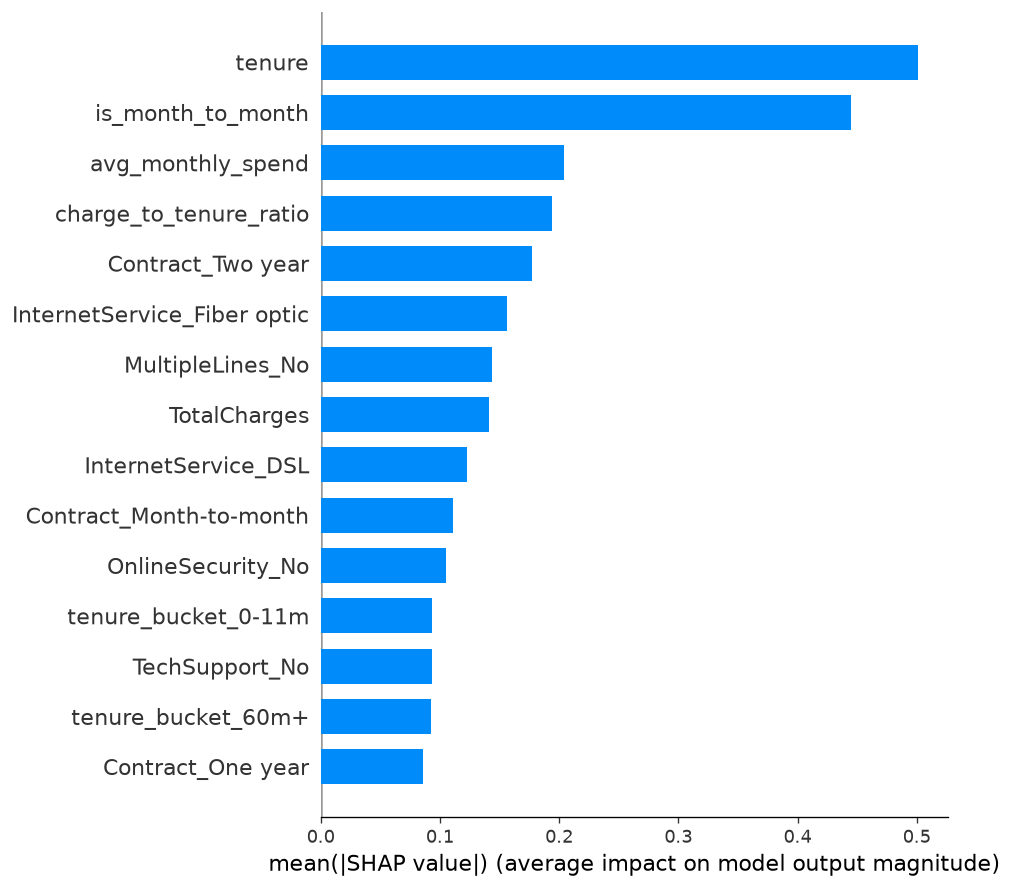 tenure
is_month_to_month
avg_monthly_spend
charge_to_tenure_ratio
Contract_Two year
InternetService_Fiber optic
MultipleLines_No
TotalCharges
InternetService_DSL
Contract_Month-to-month
OnlineSecurity_No
tenure_bucket_0-11m
TechSupport_No
tenure_bucket_60m+
Contract_One year
0.0 0.1 0.2 0.3 0.4 0.5
mean(|SHAP value|) (average impact on model output magnitude)